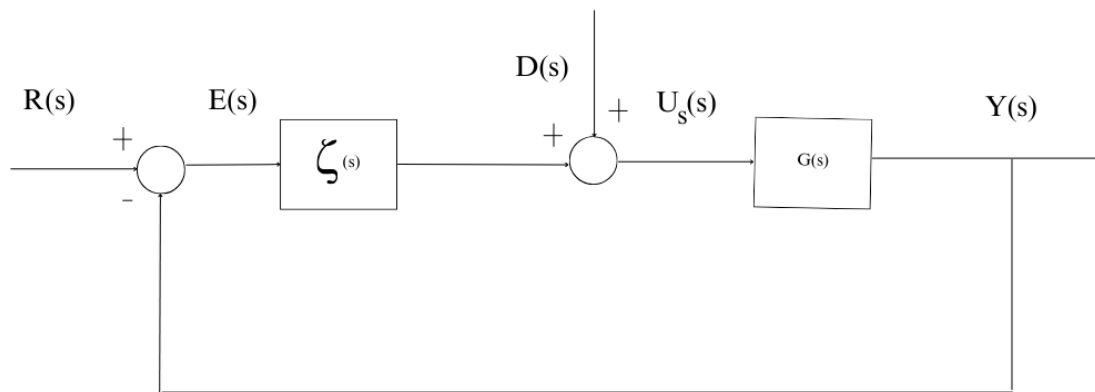 R(s)
+
-
E(s)
ζ(s)
D(s)
+
+
U_s(s)
G(s)
Y(s)